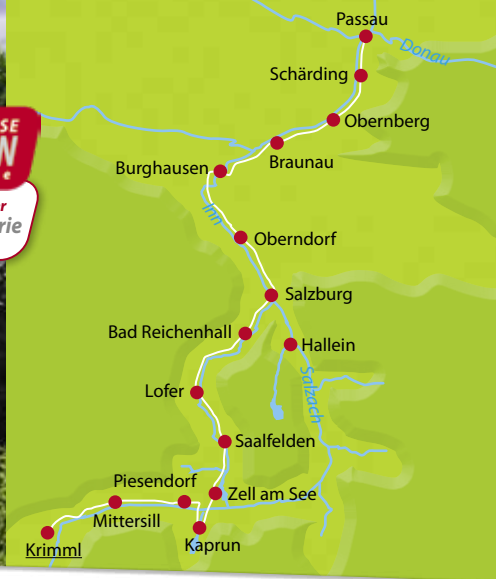 Passau
Donau
Schärding
Obernberg
Braunau
Burghausen
Inn
Oberndorf
Salzburg
Bad Reichenhall
Hallein
Lofer
Salzach
Saalfelden
Piesendorf
Zell am See
Mittersill
Krimml
Kaprun